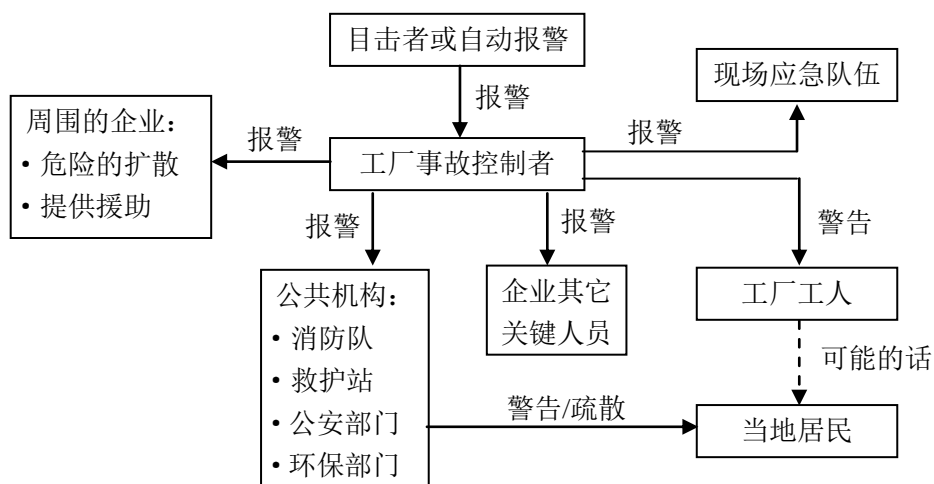 目击者或自动报警
现场应急队伍
报警
周围的企业：
• 危险的扩散
• 提供援助
报警
工厂事故控制者
报警
报警
报警
警告
公共机构：
• 消防队
• 救护站
• 公安部门
• 环保部门
企业其它
关键人员
工厂工人
可能的话
警告/疏散
当地居民